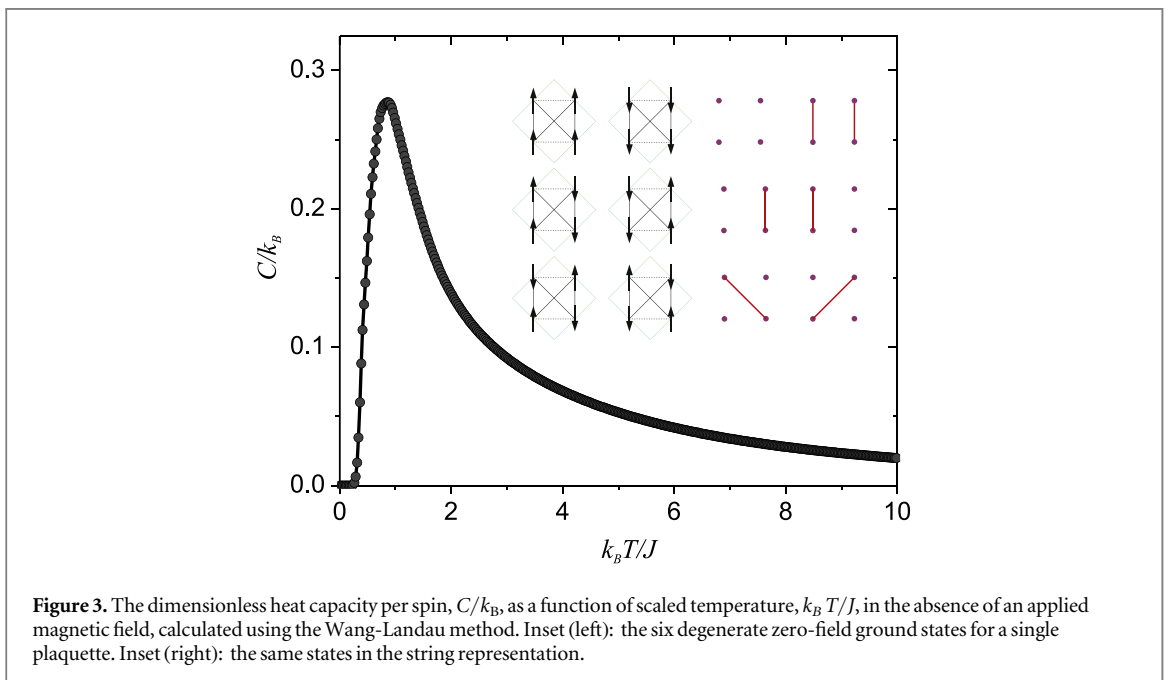 0.3
0.2
0.1
0.0
C/k_B
0 2 4 6 8 10
k_B T/J
Figure 3. The dimensionless heat capacity per spin, C/k_B, as a function of scaled temperature, k_B T/J, in the absence of an applied
magnetic field, calculated using the Wang-Landau method. Inset (left): the six degenerate zero-field ground states for a single
plaquette. Inset (right): the same states in the string representation.